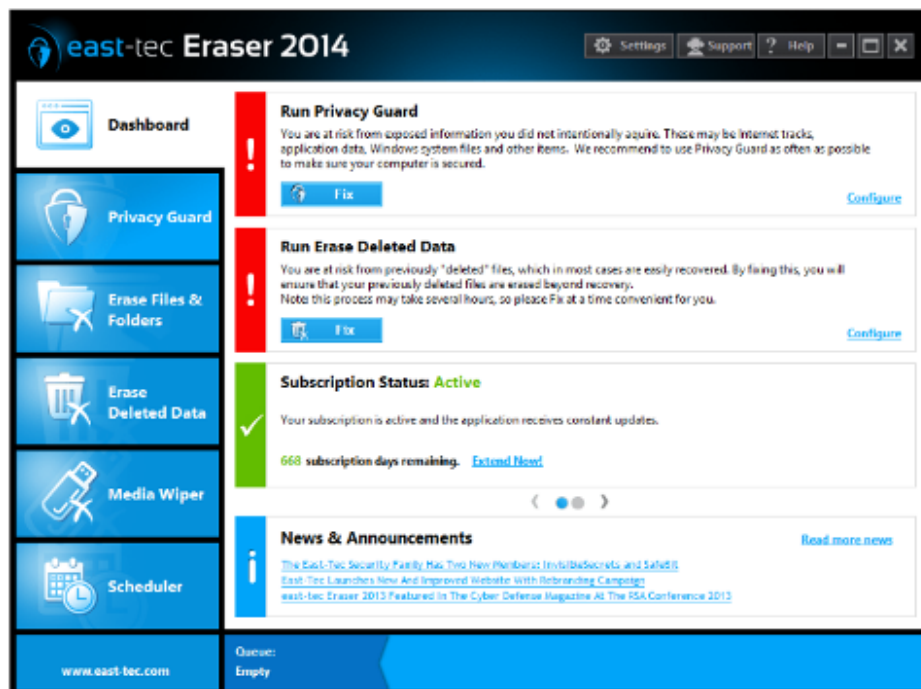 east-tec Eraser 2014
Settings
Support
? Help
Dashboard
Privacy Guard
Erase Files &
Folders
Erase
Deleted Data
Media Wiper
Scheduler
www.east-tec.com
Run Privacy Guard
You are at risk from exposed information you did not intentionally aquire. These may be Internet tracks,
application data, Windows system files and other items. We recommend to use Privacy Guard as often as possible
to make sure your computer is secured.
Fix
Configure
Run Erase Deleted Data
You are at risk from previously "deleted" files, which in most cases are easily recovered. By fixing this, you will
ensure that your previously deleted files are erased beyond recovery.
Note: this process may take several hours, so please Fix at a time convenient for you.
Fix
Configure
Subscription Status: Active
Your subscription is active and the application receives constant updates.
668 subscription days remaining. Extend Now!
News & Announcements
Read more news
The East-Tec Security Family Has Two New Members: InvisibleSecrets and SafeBit
East-Tec Launches New And Improved Website With Rebranding Campaign
east-tec Eraser 2013 Featured In The Cyber Defense Magazine At The RSA Conference 2013
Queue:
Empty